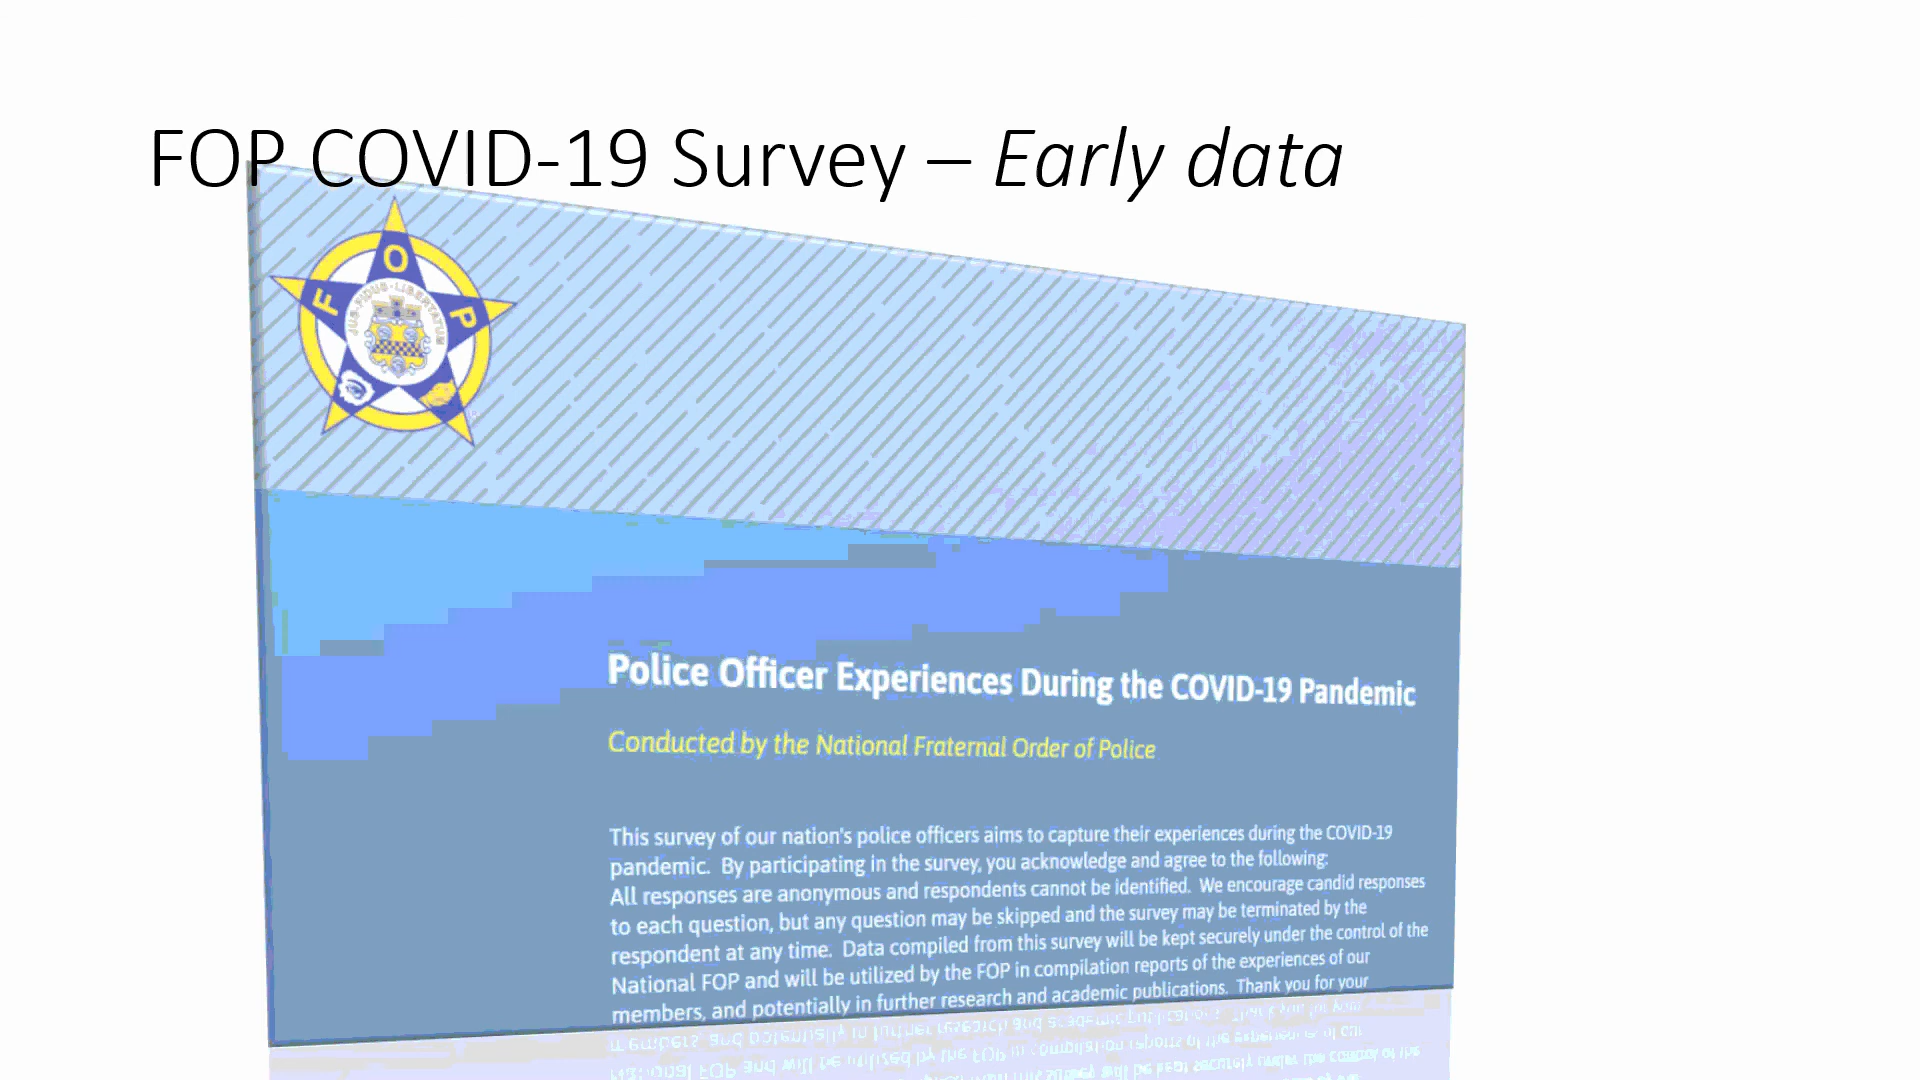 FOP COVID-19 Survey – Early data
F O P
JUS·FIDUS·LIBERTATUM
Police Officer Experiences During the COVID-19 Pandemic
Conducted by the National Fraternal Order of Police
This survey of our nation's police officers aims to capture their experiences during the COVID-19
pandemic. By participating in the survey, you acknowledge and agree to the following:
All responses are anonymous and respondents cannot be identified. We encourage candid responses
to each question, but any question may be skipped and the survey may be terminated by the
respondent at any time. Data compiled from this survey will be kept securely under the control of the
National FOP and will be utilized by the FOP in compilation reports of the experiences of our
members, and potentially in further research and academic publications. Thank you for your